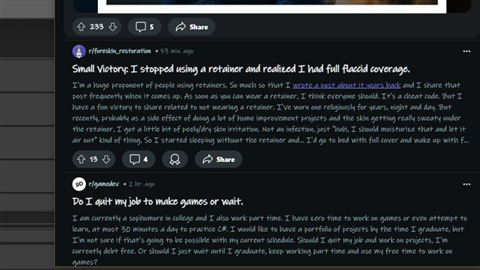 233 5 Share
r/foreskin_restoration • 53 min. ago
Small Victory: I stopped using a retainer and realized I had full flaccid coverage.
I'm a huge proponent of people using retainers. So much so that I wrote a post about it years back and I share that
post frequently when it comes up. As soon as you can wear a retainer, I think everyone should. It's a cheat code. But I
have a fun victory to share related to not wearing a retainer. I've worn one religiously for years, night and day. But
recently, probably as a side effect of doing a lot of home improvement projects and the skin getting really sweaty under
the retainer, I got a little bit of peely/dry skin irritation. Not an infection, just "huh, I should moisturize that and let it
air out" kind of thing. So I started sleeping without the retainer and... I'd go to bed with full cover and wake up with f...
13 4 Share
GD r/gamedev • 2 hr. ago
Do I quit my job to make games or wait.
I am currently a sophomore in college and I also work part time. I have zero time to work on games or even attempt to
learn, at most 30 minutes a day to practice C#. I would like to have a portfolio of projects by the time I graduate, but
I'm not sure if that's going to be possible with my current schedule. Should I quit my job and work on projects, I'm
currently debt free. Or should I just wait until I graduate, keep working part time and use my free time to work on
games?